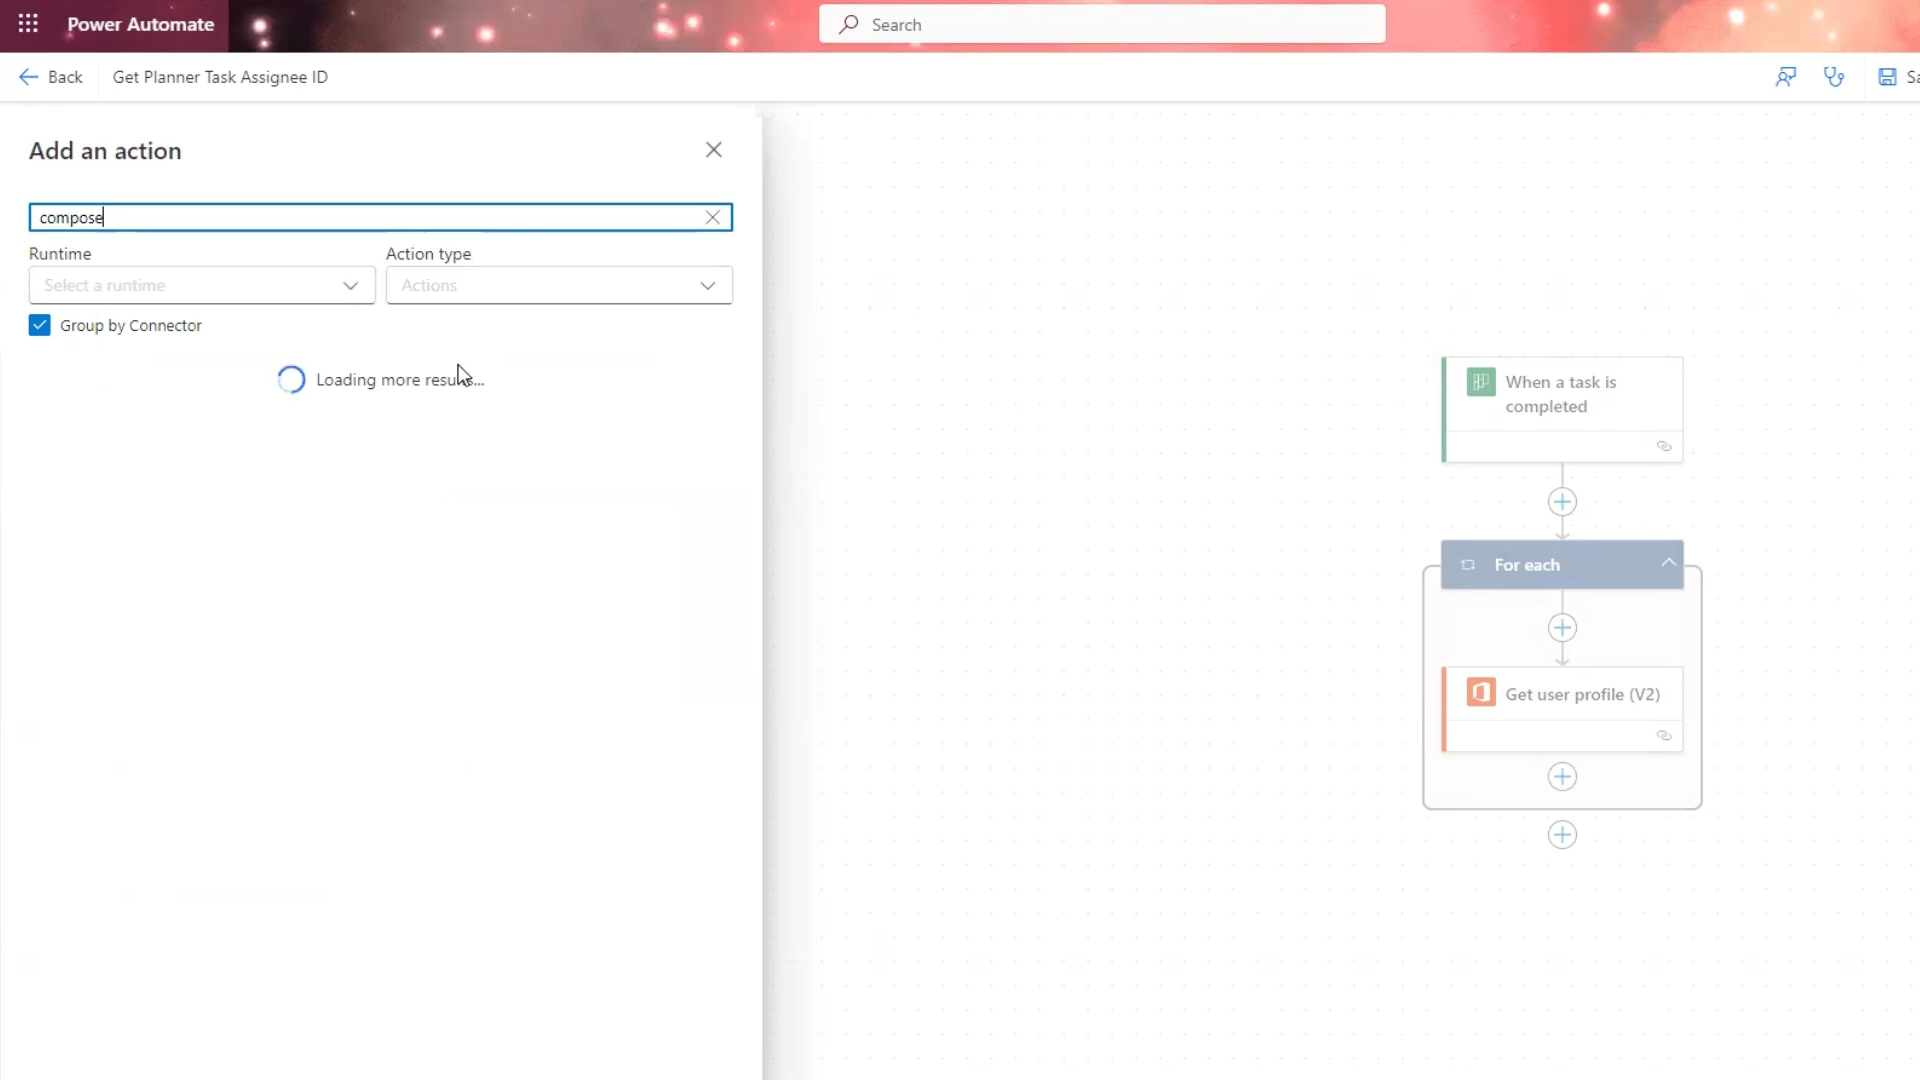 Power Automate
Search
Back
Get Planner Task Assignee ID
Add an action
compose
Runtime
Action type
Select a runtime
Actions
Group by Connector
Loading more
When a task is
completed
For each
Get user profile (V2)